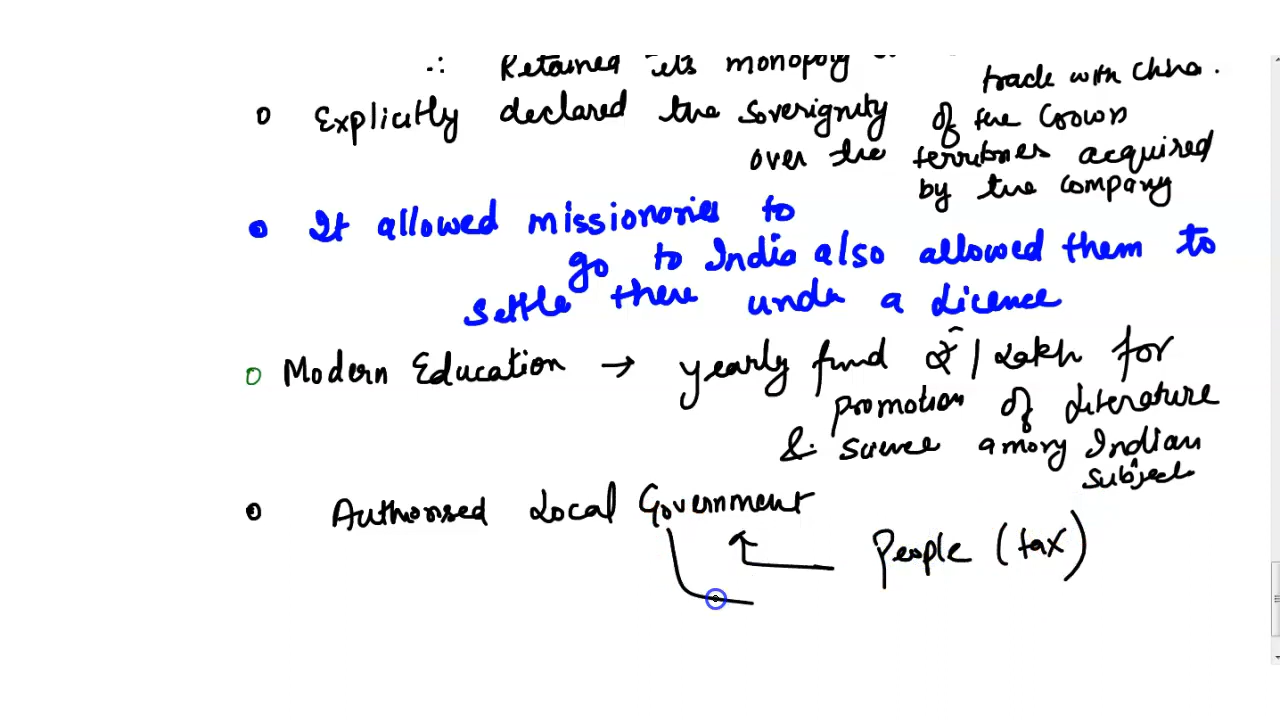 ∴ Retained its monopoly
trade with China.
Explicitly declared the soverignity of the Crown
over the territories acquired
by the company
It allowed missionaries to
go to India also allowed them to
settle there under a licence
Modern Education → yearly fund ₹ 1 Lakh for
promotion of Literature
& Science among Indian
Subjects
Authorised Local Government
People (tax)